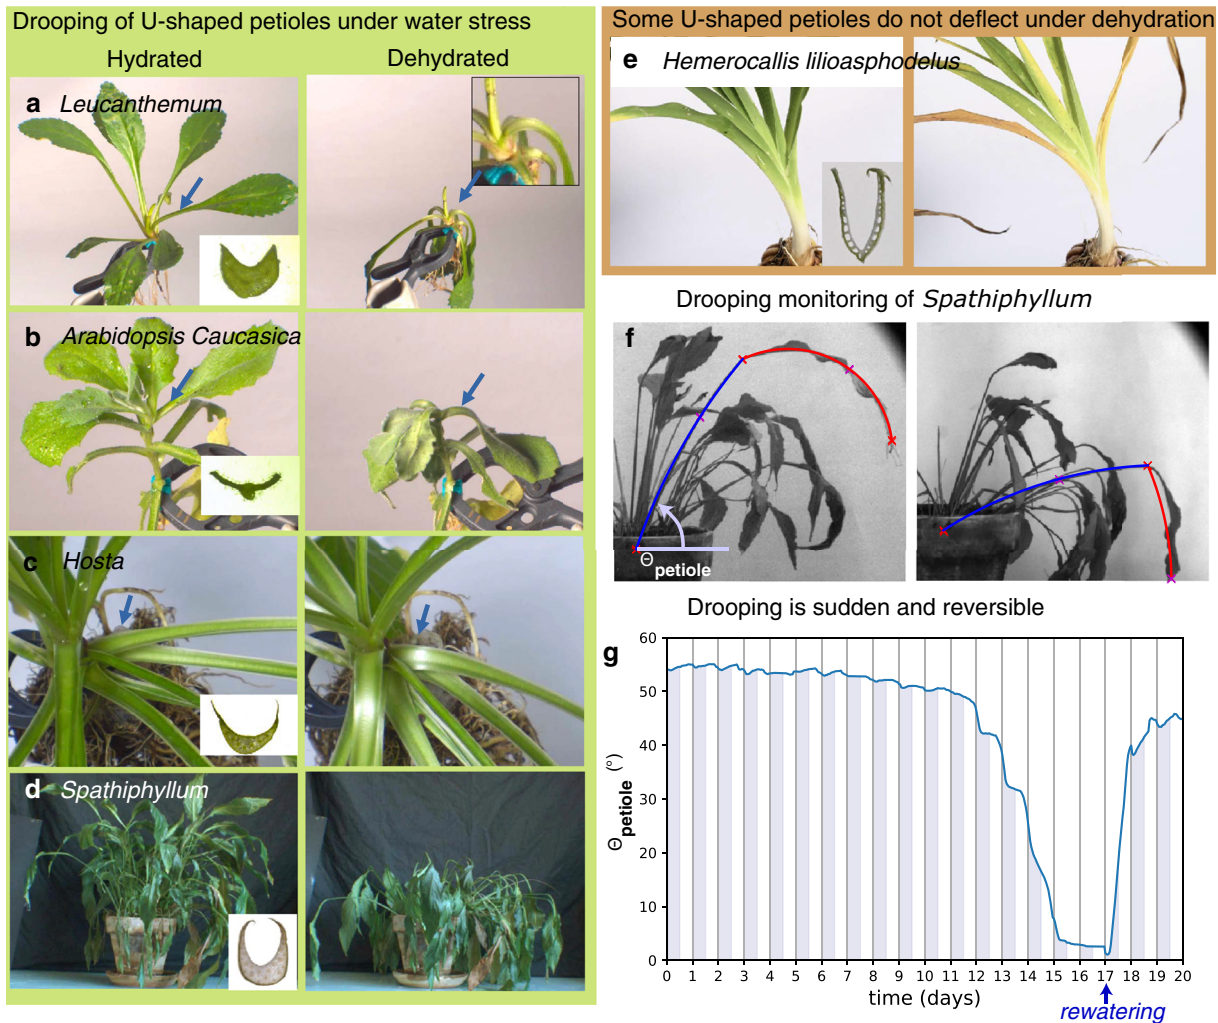 Drooping of U-shaped petioles under water stress
Hydrated
Dehydrated
a Leucanthemum
b Arabidopsis Caucasica
c Hosta
d Spathiphyllum
Some U-shaped petioles do not deflect under dehydration
e Hemerocallis lilioasphodelus
Drooping monitoring of Spathiphyllum
f
Θpetiole
Drooping is sudden and reversible
g
60
50
40
30
20
10
0
Θpetiole (°)
0 1 2 3 4 5 6 7 8 9 10 11 12 13 14 15 16 17 18 19 20
time (days)
rewatering